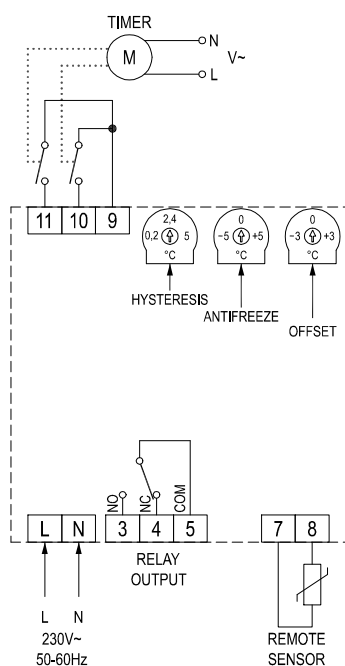 TIMER
M
N
L
V~
11 10 9
2,4
0,2 5
°C
0
-5 +5
°C
0
-3 +3
°C
HYSTERESIS
ANTIFREEZE
OFFSET
NO
NC
COM
L N
3 4 5
7 8
RELAY
OUTPUT
L N
230V~
50-60Hz
REMOTE
SENSOR